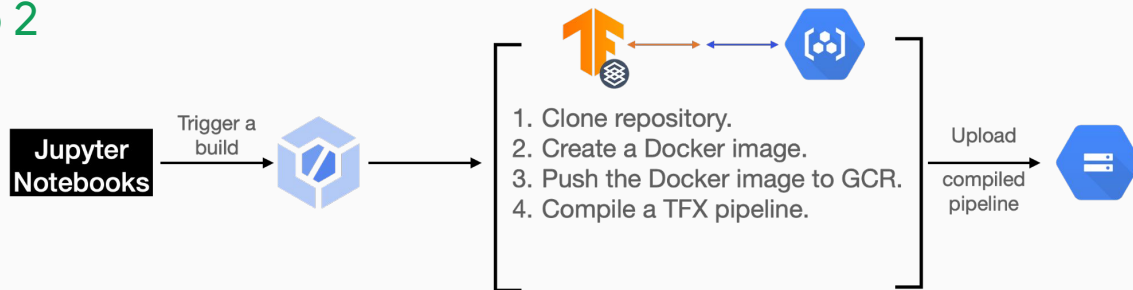 2
Jupyter
Notebooks
Trigger a
build
1. Clone repository.
2. Create a Docker image.
3. Push the Docker image to GCR.
4. Compile a TFX pipeline.
Upload
compiled
pipeline